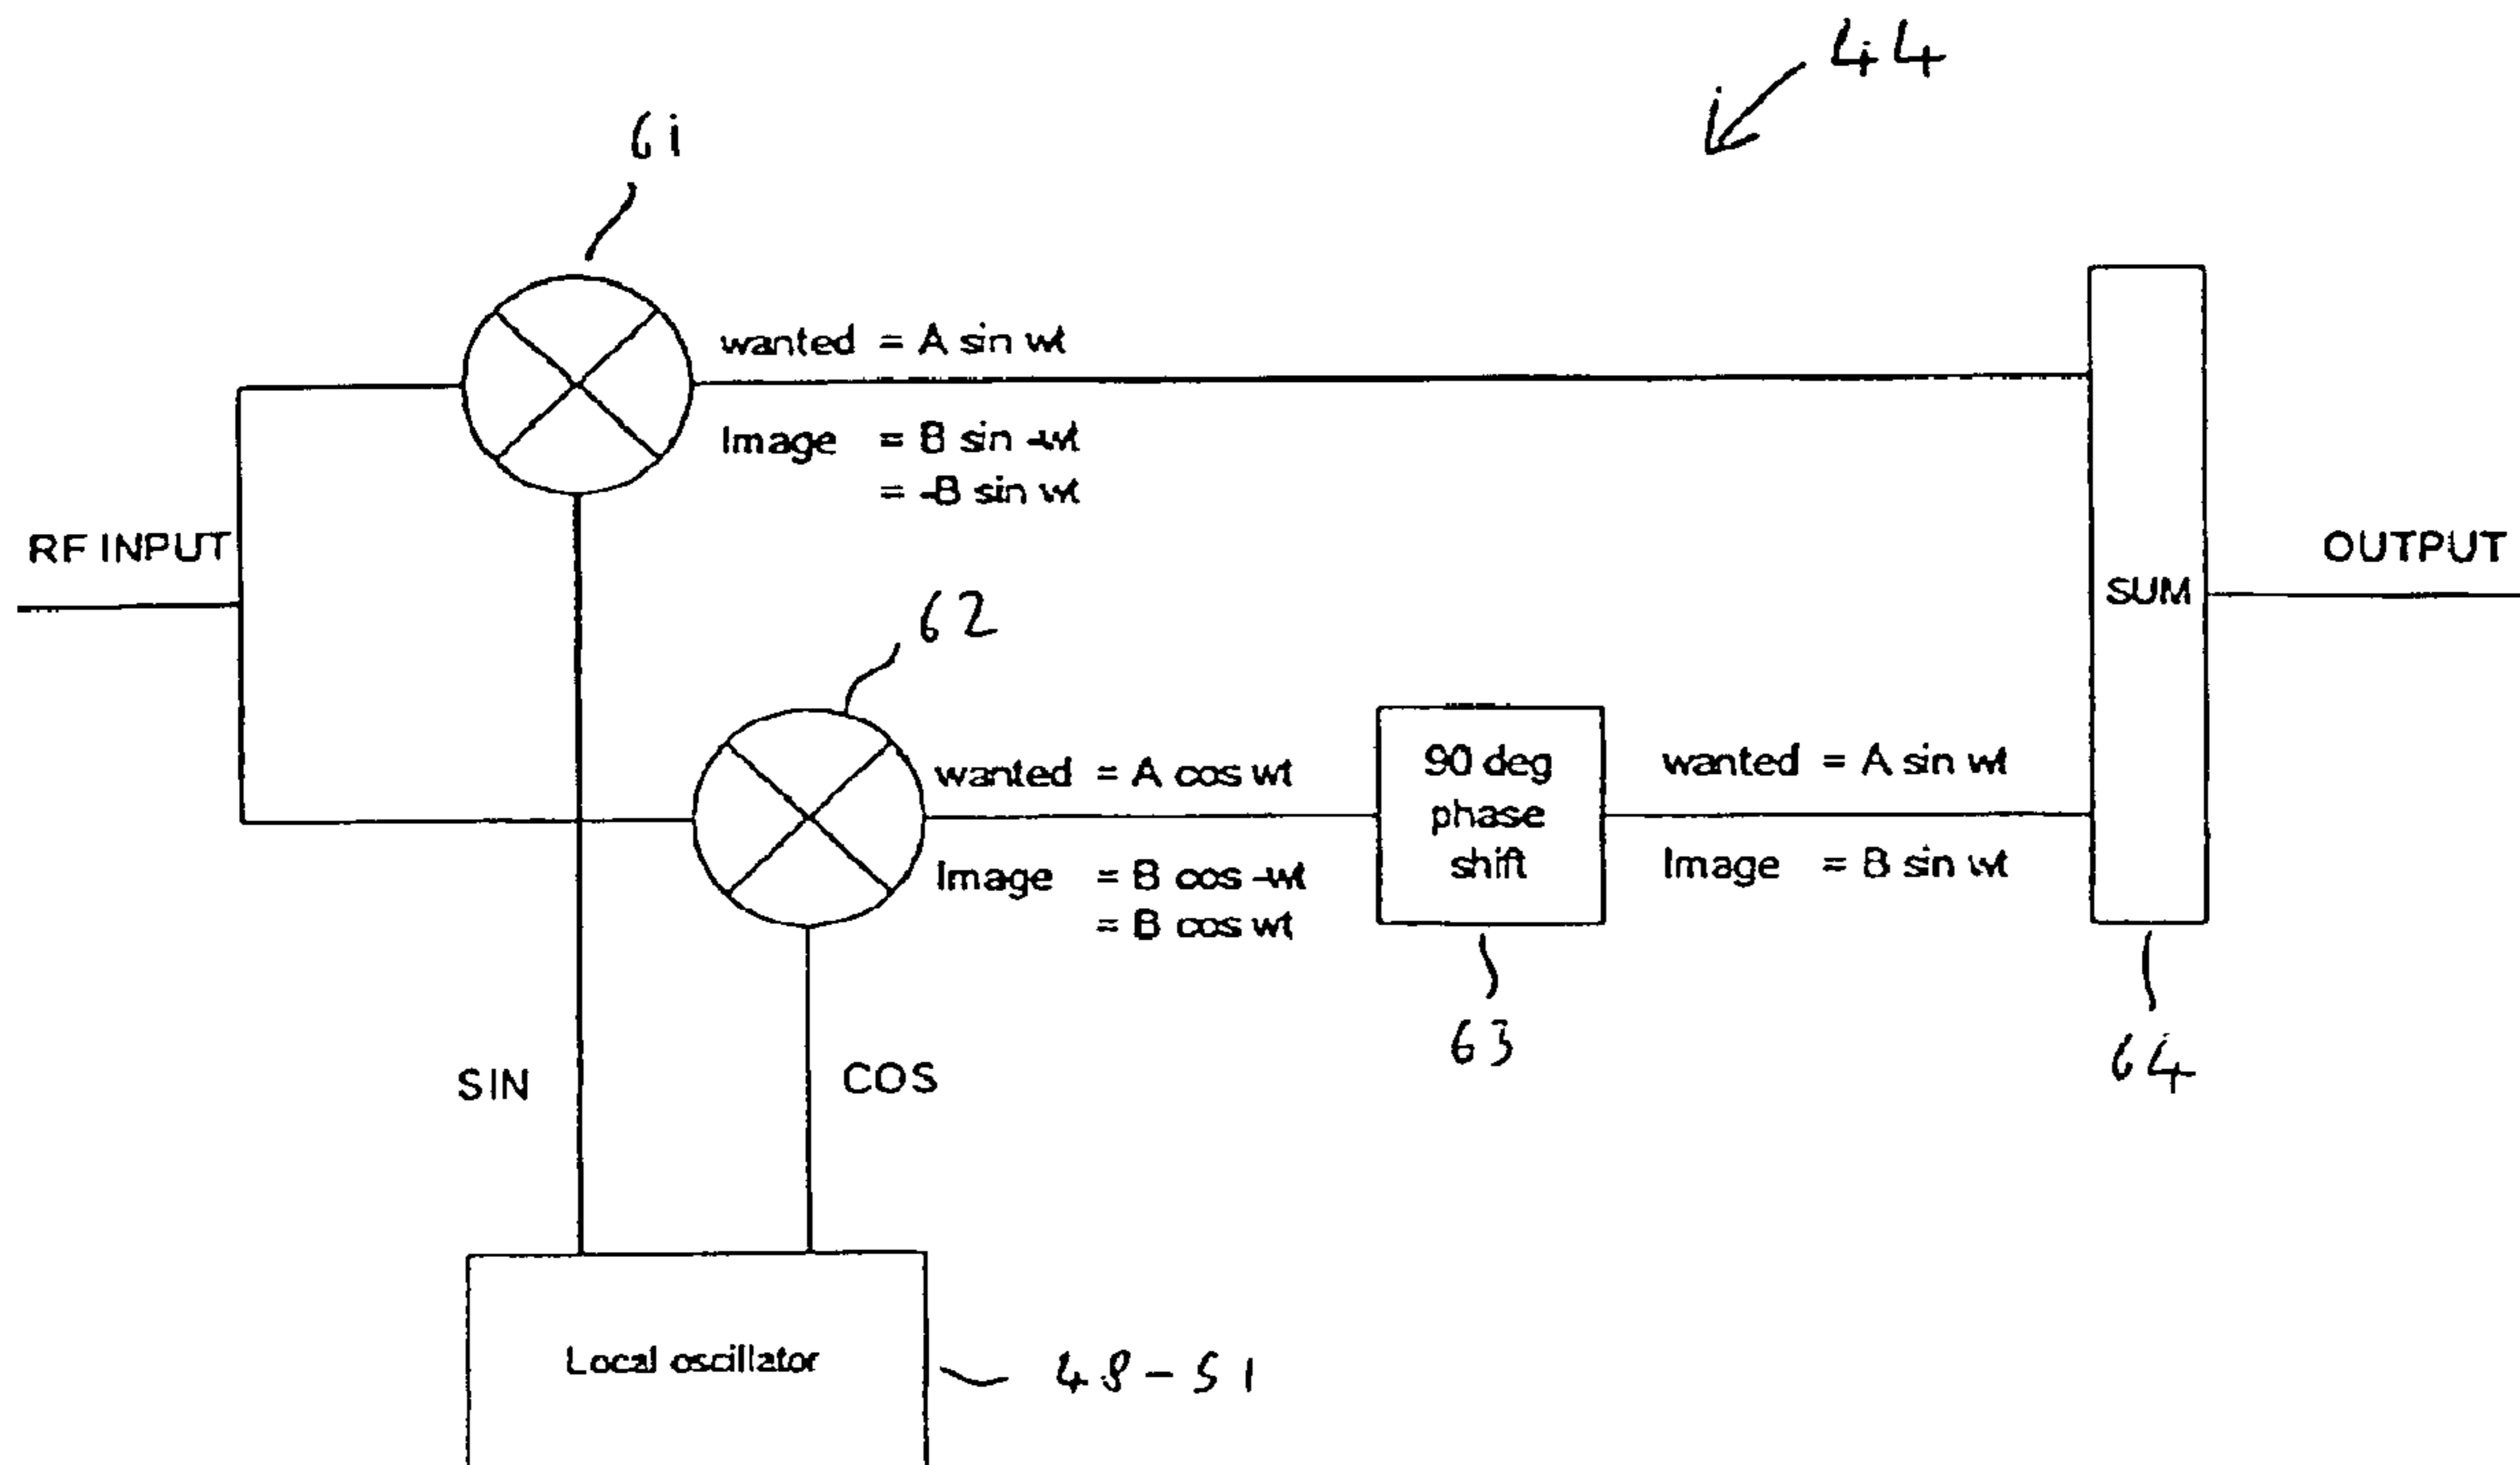 44
61
wanted = A sin wt
Image = B sin -wt
= -B sin wt
RF INPUT
OUTPUT
SUM
62
wanted = A cos wt
Image = B cos -wt
= B cos wt
90 deg
phase
shift
wanted = A sin wt
Image = B sin wt
63
64
SIN
COS
Local oscillator
48-51